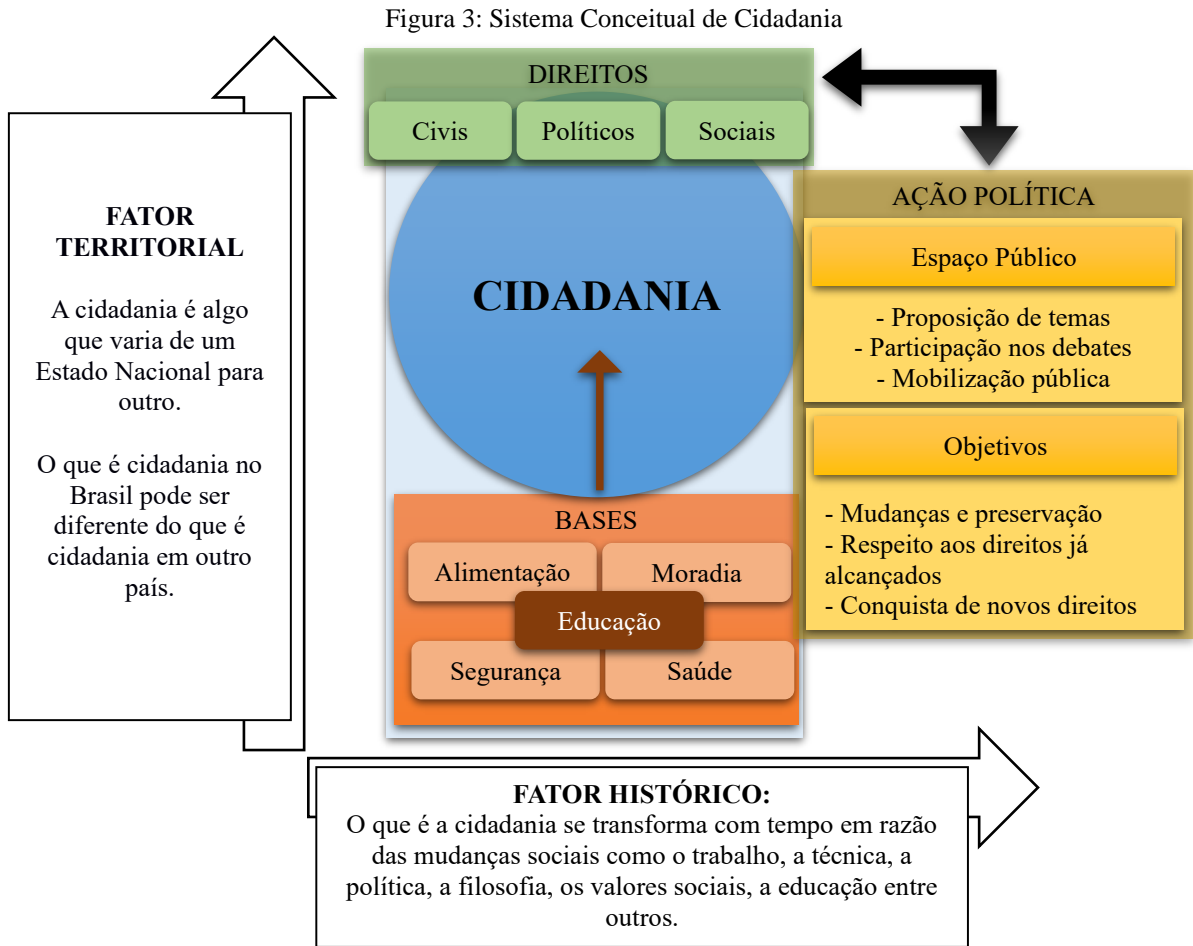 Figura 3: Sistema Conceitual de Cidadania
DIREITOS
Civis
Políticos
Sociais
FATOR
TERRITORIAL
A cidadania é algo
que varia de um
Estado Nacional para
outro.
O que é cidadania no
Brasil pode ser
diferente do que é
cidadania em outro
país.
CIDADANIA
AÇÃO POLÍTICA
Espaço Público
- Proposição de temas
- Participação nos debates
- Mobilização pública
Objetivos
- Mudanças e preservação
- Respeito aos direitos já
alcançados
- Conquista de novos direitos
BASES
Alimentação
Moradia
Educação
Segurança
Saúde
FATOR HISTÓRICO:
O que é a cidadania se transforma com tempo em razão
das mudanças sociais como o trabalho, a técnica, a
política, a filosofia, os valores sociais, a educação entre
outros.